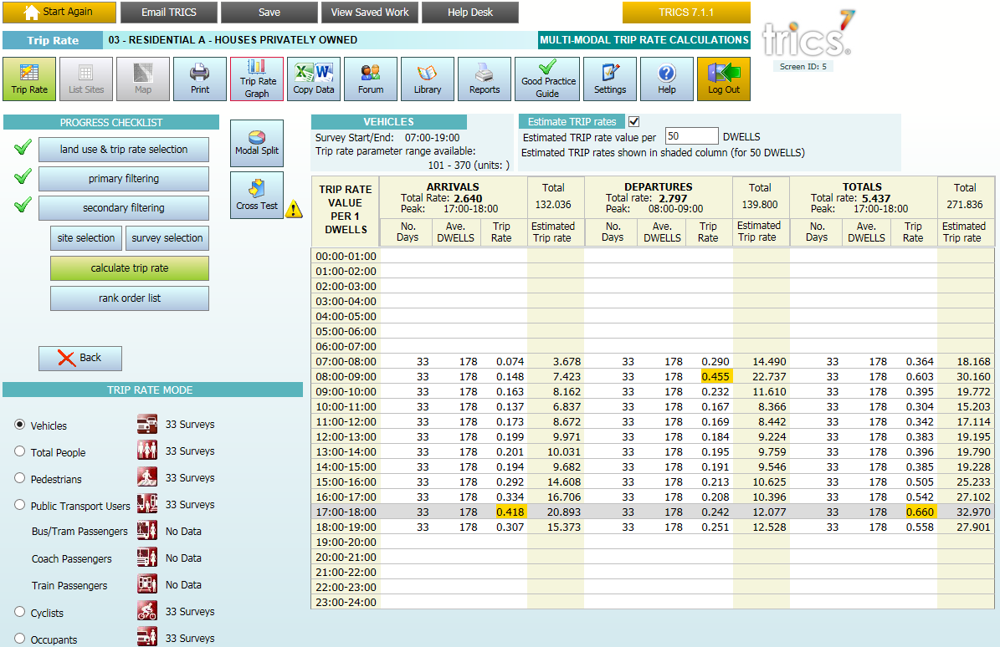 Start Again Email TRICS Save View Saved Work Help Desk TRICS 7.1.1
trics 7 ®
Trip Rate 03 - RESIDENTIAL A - HOUSES PRIVATELY OWNED MULTI-MODAL TRIP RATE CALCULATIONS
Screen ID: 5
Trip Rate List Sites Map Print Trip Rate Graph Copy Data Forum Library Reports Good Practice Guide Settings Help Log Out
PROGRESS CHECKLIST
land use & trip rate selection
primary filtering
secondary filtering
site selection survey selection
calculate trip rate
rank order list
Back
Modal Split
Cross Test
VEHICLES
Survey Start/End: 07:00-19:00
Trip rate parameter range available:
101 - 370 (units: )
Estimate TRIP rates
Estimated TRIP rate value per 50 DWELLS
Estimated TRIP rates shown in shaded column (for 50 DWELLS)
TRIP RATE
VALUE
PER 1
DWELLS
ARRIVALS
Total Rate: 2.640
Peak: 17:00-18:00
Total
132.036
DEPARTURES
Total rate: 2.797
Peak: 08:00-09:00
Total
139.800
TOTALS
Total rate: 5.437
Peak: 17:00-18:00
Total
271.836
No. Ave. Trip Estimated No. Ave. Trip Estimated No. Ave. Trip Estimated
Days DWELLS Rate Trip rate Days DWELLS Rate Trip rate Days DWELLS Rate Trip rate
00:00-01:00
01:00-02:00
02:00-03:00
03:00-04:00
04:00-05:00
05:00-06:00
06:00-07:00
07:00-08:00 33 178 0.074 3.678 33 178 0.290 14.490 33 178 0.364 18.168
08:00-09:00 33 178 0.148 7.423 33 178 0.455 22.737 33 178 0.603 30.160
09:00-10:00 33 178 0.163 8.162 33 178 0.232 11.610 33 178 0.395 19.772
10:00-11:00 33 178 0.137 6.837 33 178 0.167 8.366 33 178 0.304 15.203
11:00-12:00 33 178 0.173 8.672 33 178 0.169 8.442 33 178 0.342 17.114
12:00-13:00 33 178 0.199 9.971 33 178 0.184 9.224 33 178 0.383 19.195
13:00-14:00 33 178 0.201 10.031 33 178 0.195 9.759 33 178 0.396 19.790
14:00-15:00 33 178 0.194 9.682 33 178 0.191 9.546 33 178 0.385 19.228
15:00-16:00 33 178 0.292 14.608 33 178 0.213 10.625 33 178 0.505 25.233
16:00-17:00 33 178 0.334 16.706 33 178 0.208 10.396 33 178 0.542 27.102
17:00-18:00 33 178 0.418 20.893 33 178 0.242 12.077 33 178 0.660 32.970
18:00-19:00 33 178 0.307 15.373 33 178 0.251 12.528 33 178 0.558 27.901
19:00-20:00
20:00-21:00
21:00-22:00
22:00-23:00
23:00-24:00
TRIP RATE MODE
Vehicles 33 Surveys
Total People 33 Surveys
Pedestrians 33 Surveys
Public Transport Users 33 Surveys
Bus/Tram Passengers No Data
Coach Passengers No Data
Train Passengers No Data
Cyclists 33 Surveys
Occupants 33 Surveys